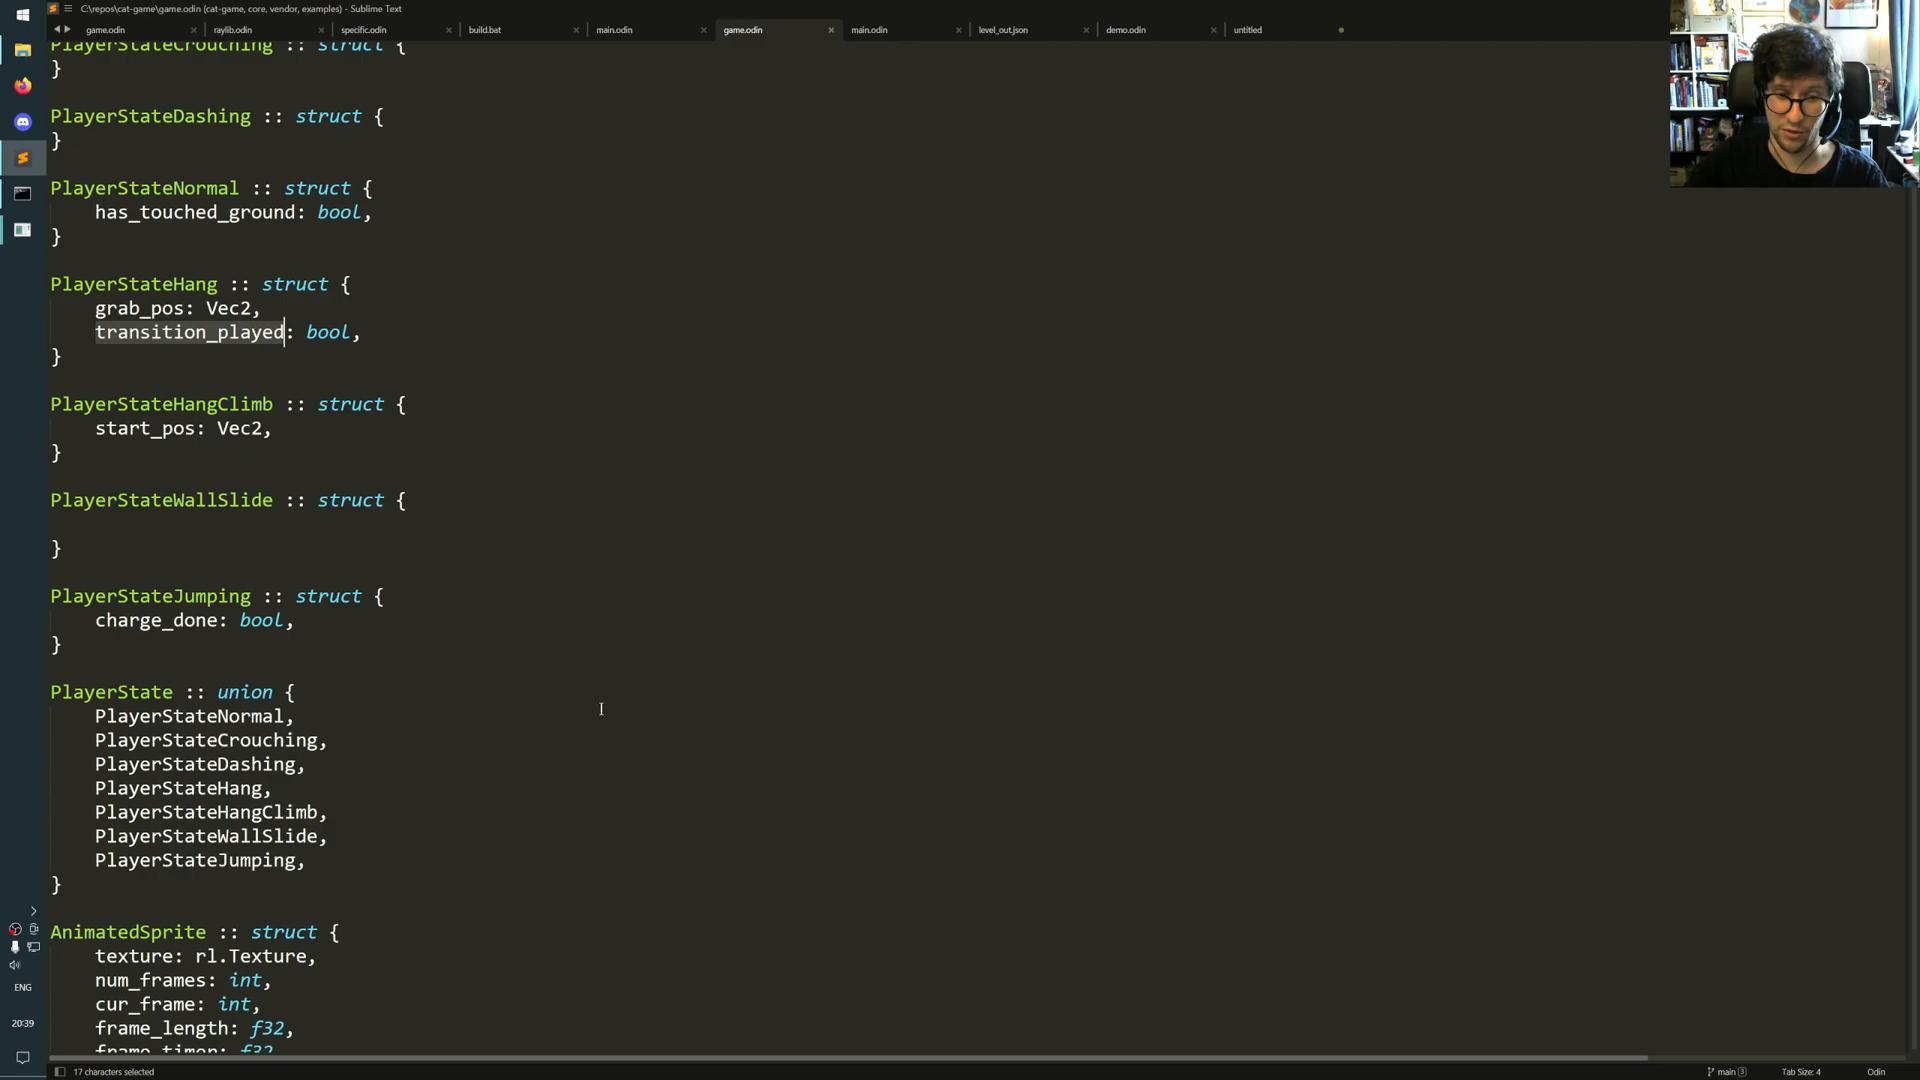 C:\repos\cat-game\game.odin (cat-game, core, vendor, examples) - Sublime Text
game.odin raylib.odin specific.odin build.bat main.odin game.odin main.odin level_out.json demo.odin untitled
PlayerStateCrouching :: struct {
}
PlayerStateDashing :: struct {
}
PlayerStateNormal :: struct {
has_touched_ground: bool,
}
PlayerStateHang :: struct {
grab_pos: Vec2,
transition_played: bool,
}
PlayerStateHangClimb :: struct {
start_pos: Vec2,
}
PlayerStateWallSlide :: struct {
}
PlayerStateJumping :: struct {
charge_done: bool,
}
PlayerState :: union {
PlayerStateNormal,
PlayerStateCrouching,
PlayerStateDashing,
PlayerStateHang,
PlayerStateHangClimb,
PlayerStateWallSlide,
PlayerStateJumping,
}
AnimatedSprite :: struct {
texture: rl.Texture,
num_frames: int,
cur_frame: int,
frame_length: f32,
frame_timer: f32
ENG
20:39
17 characters selected
main 3
Tab Size: 4
Odin